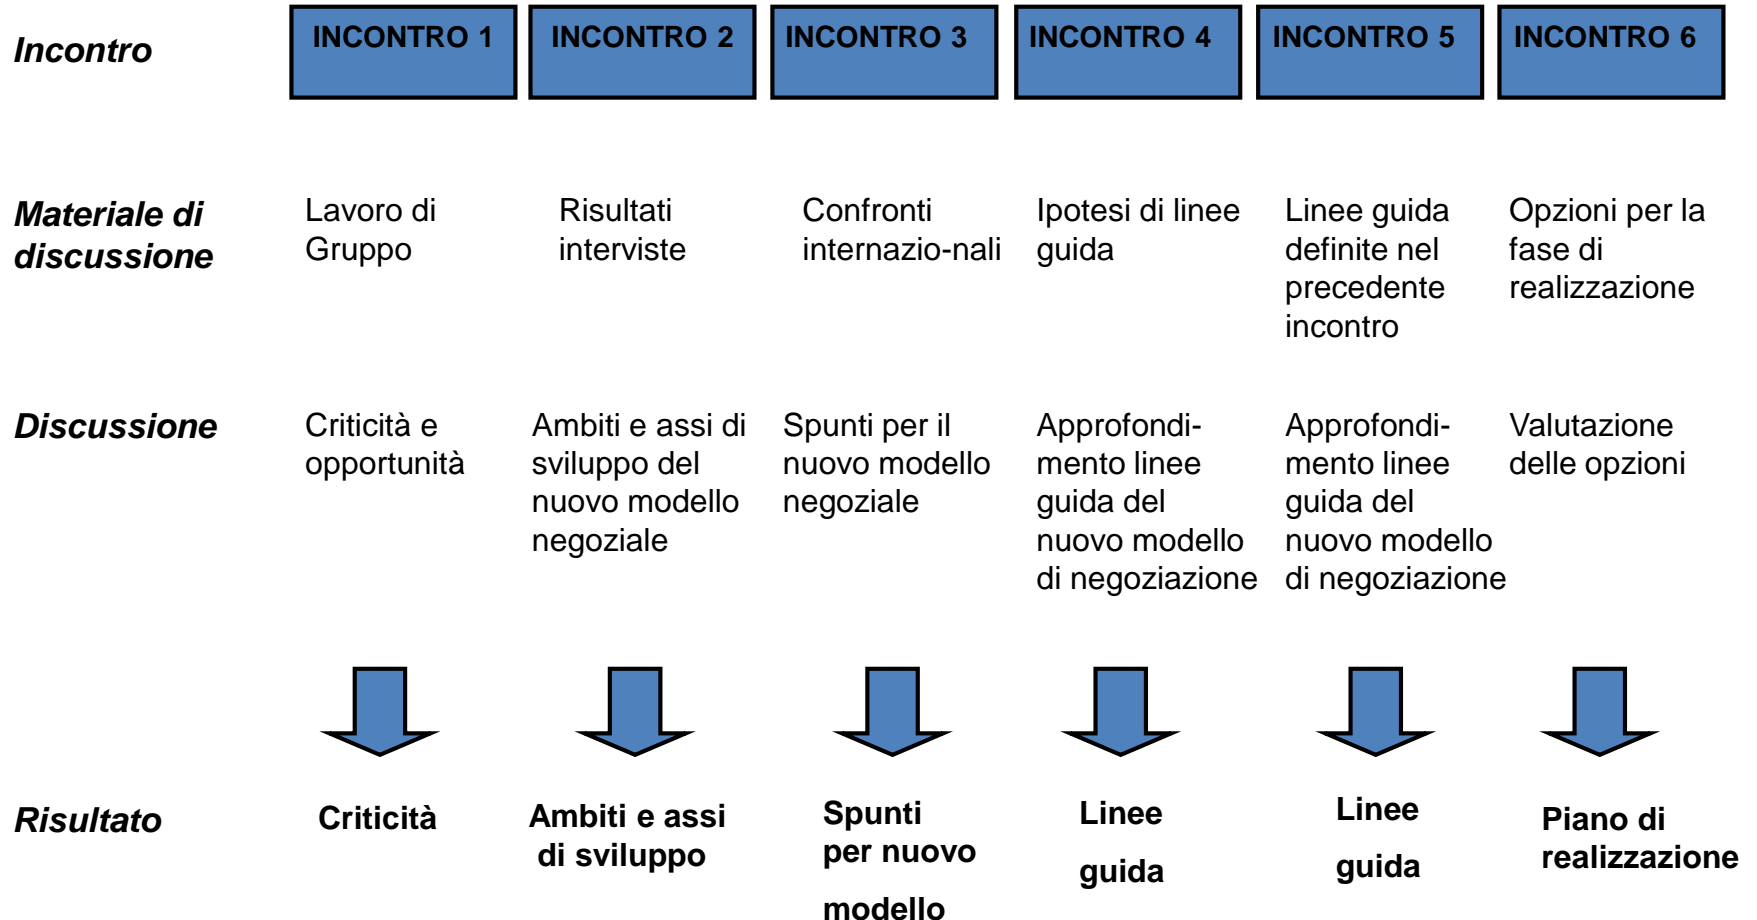 Incontro
INCONTRO 1
INCONTRO 2
INCONTRO 3
INCONTRO 4
INCONTRO 5
INCONTRO 6
Materiale di
discussione
Lavoro di
Gruppo
Risultati
interviste
Confronti
internazio-nali
Ipotesi di linee
guida
Linee guida
definite nel
precedente
incontro
Opzioni per la
fase di
realizzazione
Discussione
Criticità e
opportunità
Ambiti e assi di
sviluppo del
nuovo modello
negoziale
Spunti per il
nuovo modello
negoziale
Approfondi-
mento linee
guida del
nuovo modello
di negoziazione
Approfondi-
mento linee
guida del
nuovo modello
di negoziazione
Valutazione
delle opzioni
Risultato
Criticità
Ambiti e assi
di sviluppo
Spunti
per nuovo
modello
Linee
guida
Linee
guida
Piano di
realizzazione